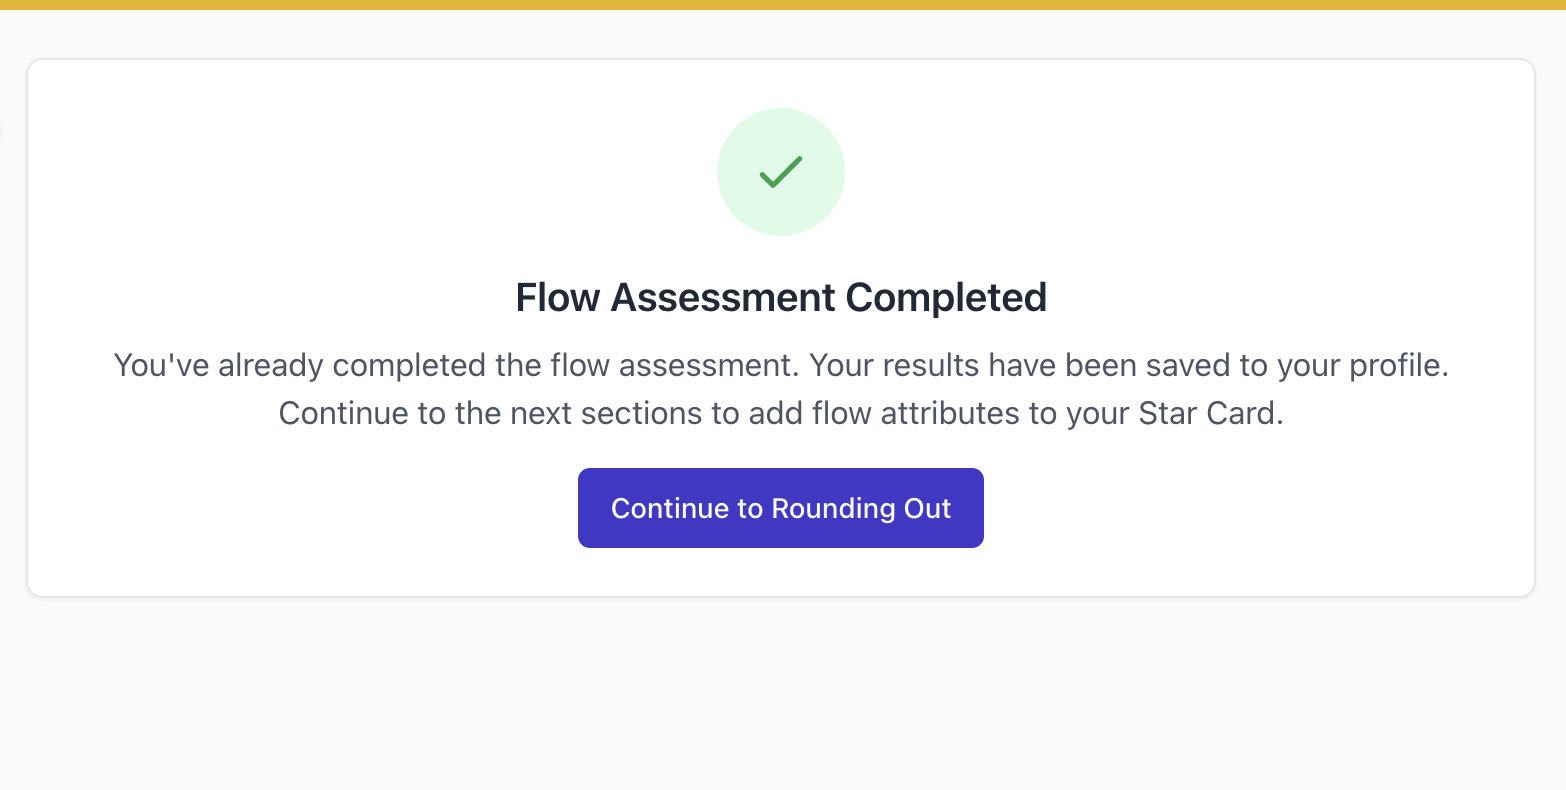 Flow Assessment Completed
You've already completed the flow assessment. Your results have been saved to your profile.
Continue to the next sections to add flow attributes to your Star Card.
Continue to Rounding Out